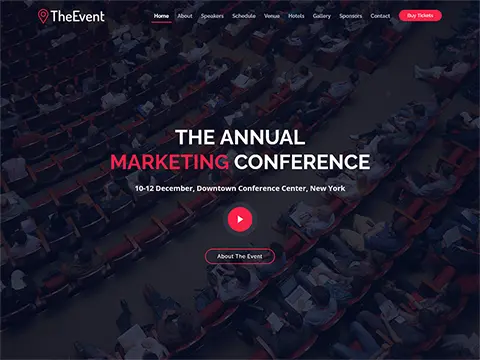 TheEvent
Home About Speakers Schedule Venue Hotels Gallery Sponsors Contact Buy Tickets
THE ANNUAL
MARKETING CONFERENCE
10-12 December, Downtown Conference Center, New York
About The Event